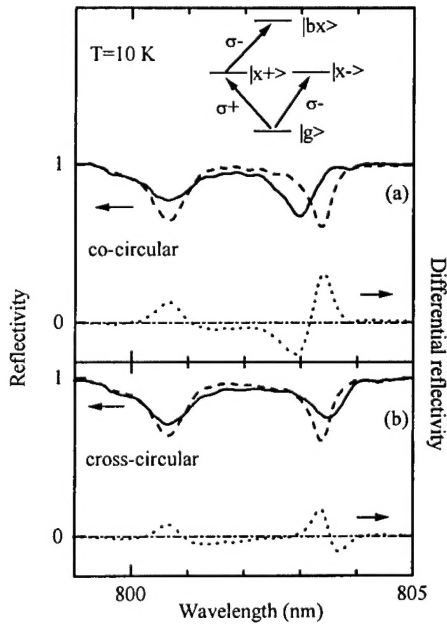 T=10 K
σ-
|bx>
|x+>
|x->
σ+
σ-
|g>
1
(a)
co-circular
0
Reflectivity
Differential reflectivity
1
(b)
cross-circular
0
800
805
Wavelength (nm)